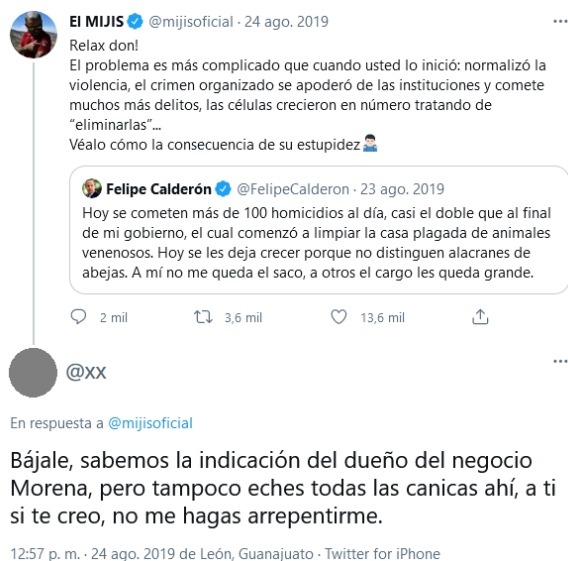 El MIJIS @mijisoficial · 24 ago. 2019
Relax don!
El problema es más complicado que cuando usted lo inició: normalizó la
violencia, el crimen organizado se apoderó de las instituciones y comete
muchos más delitos, las células crecieron en número tratando de
“eliminarlas”...
Véalo cómo la consecuencia de su estupidez🤷🏻‍♂️
Felipe Calderón @FelipeCalderon · 23 ago. 2019
Hoy se cometen más de 100 homicidios al día, casi el doble que al final
de mi gobierno, el cual comenzó a limpiar la casa plagada de animales
venenosos. Hoy se les deja crecer porque no distinguen alacranes de
abejas. A mí no me queda el saco, a otros el cargo les queda grande.
2 mil 3,6 mil 13,6 mil
@xx
En respuesta a @mijisoficial
Bájale, sabemos la indicación del dueño del negocio
Morena, pero tampoco eches todas las canicas ahí, a ti
si te creo, no me hagas arrepentirme.
12:57 p. m. · 24 ago. 2019 de León, Guanajuato · Twitter for iPhone